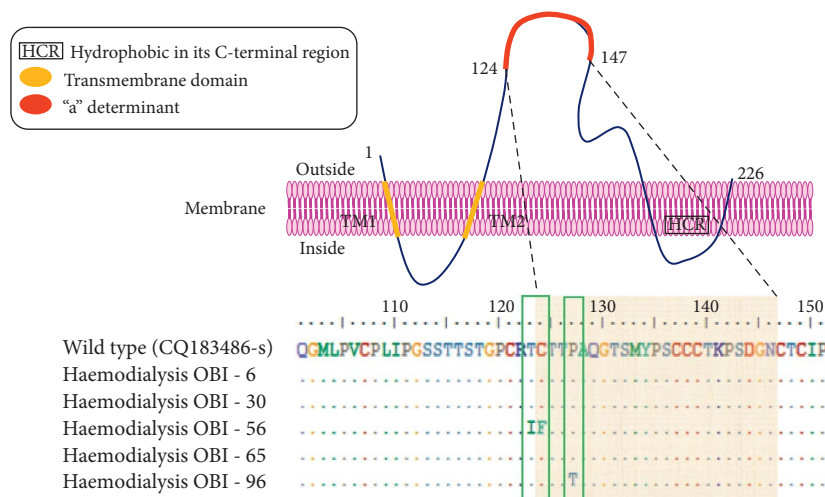 HCR Hydrophobic in its C-terminal region
Transmembrane domain
“a” determinant
124
147
1
226
Outside
Membrane
TM1
TM2
HCR
Inside
110 120 130 140 150
Wild type (CQ183486-s) QGMLPVCPLIPGSSTTSTGPCRTCTTPAQGTSMYPSCCCTKPSDGNCTCIP
Haemodialysis OBI - 6
Haemodialysis OBI - 30
Haemodialysis OBI - 56 IF
Haemodialysis OBI - 65
Haemodialysis OBI - 96 T